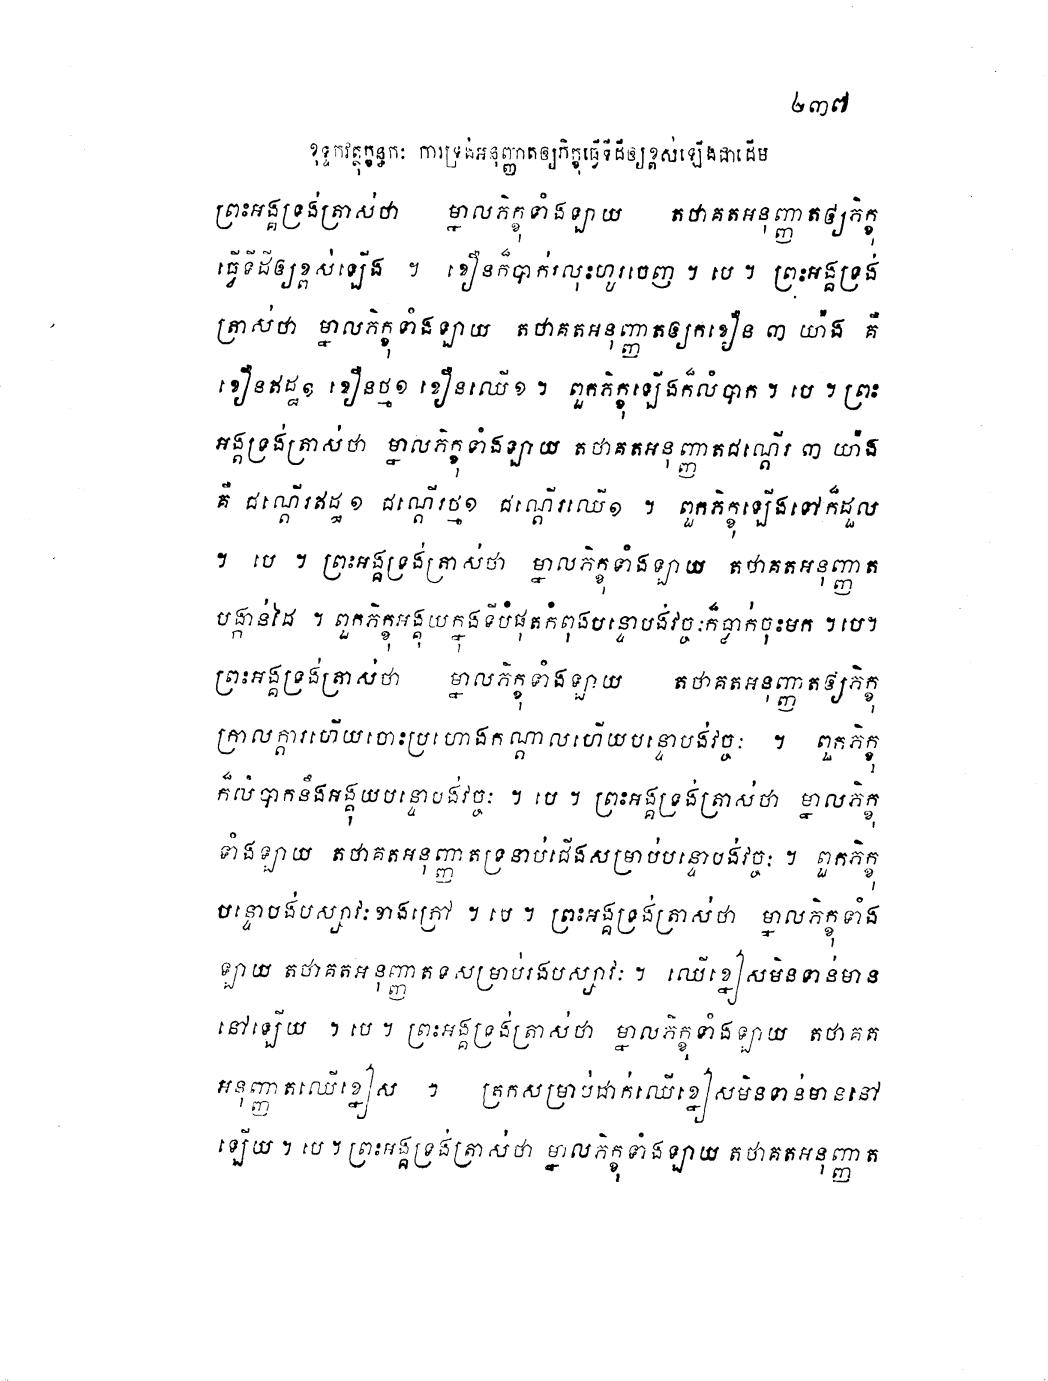 ២៣៧
ខុទ្ទកវត្ថុក្ខន្ធកៈ ការទ្រង់អនុញ្ញាតឲ្យភិក្ខុធ្វើទីដីឲ្យខ្ពស់ឡើងជាដើម
ព្រះអង្គទ្រង់ត្រាស់ថា ម្នាលភិក្ខុទាំងឡាយ តថាគតអនុញ្ញាតឲ្យភិក្ខុ
ធ្វើទីដីឲ្យខ្ពស់ឡើង ។ ខឿនក៏បាក់រលុះហូរចេញ ។ បេ ។ ព្រះអង្គទ្រង់
ត្រាស់ថា ម្នាលភិក្ខុទាំងឡាយ តថាគតអនុញ្ញាតឲ្យកខឿន ៣ យ៉ាង គឺ
ខឿនឥដ្ឋ១ ខឿនថ្ម១ ខឿនឈើ១ ។ ពួកភិក្ខុឡើងក៏លំបាក ។ បេ ។ ព្រះ
អង្គទ្រង់ត្រាស់ថា ម្នាលភិក្ខុទាំងឡាយ តថាគតអនុញ្ញាតជណ្តើរ ៣ យ៉ាង
គឺ ជណ្តើរឥដ្ឋ១ ជណ្តើរថ្ម១ ជណ្តើរឈើ១ ។ ពួកភិក្ខុឡើងទៅក៏ដួល
។ បេ ។ ព្រះអង្គទ្រង់ត្រាស់ថា ម្នាលភិក្ខុទាំងឡាយ តថាគតអនុញ្ញាត
បង្កាន់ដៃ ។ ពួកភិក្ខុអង្គុយក្នុងទីបំផុតកំពុងបន្ទោបង់វច្ចៈក៏ធ្លាក់ចុះមក ។ បេ។
ព្រះអង្គទ្រង់ត្រាស់ថា ម្នាលភិក្ខុទាំងឡាយ តថាគតអនុញ្ញាតឲ្យភិក្ខុ
ក្រាលក្តារហើយចោះប្រហោងកណ្តាលហើយបន្ទោបង់វច្ចៈ ។ ពួកភិក្ខុ
ក៏លំបាកនឹងអង្គុយបន្ទោបង់វច្ចៈ ។ បេ ។ ព្រះអង្គទ្រង់ត្រាស់ថា ម្នាលភិក្ខុ
ទាំងឡាយ តថាគតអនុញ្ញាតទ្រនាប់ជើងសម្រាប់បន្ទោបង់វច្ចៈ ។ ពួកភិក្ខុ
បន្ទោបង់បស្សាវៈខាងក្រៅ ។ បេ ។ ព្រះអង្គទ្រង់ត្រាស់ថា ម្នាលភិក្ខុទាំង
ឡាយ តថាគតអនុញ្ញាតទសម្រាប់រងបស្សាវៈ ។ ឈើខ្នៀសមិនទាន់មាន
នៅឡើយ ។ បេ ។ ព្រះអង្គទ្រង់ត្រាស់ថា ម្នាលភិក្ខុទាំងឡាយ តថាគត
អនុញ្ញាតឈើខ្នៀស ។ ត្រកសម្រាប់ដាក់ឈើខ្នៀសមិនទាន់មាននៅ
ឡើយ ។ បេ ។ ព្រះអង្គទ្រង់ត្រាស់ថា ម្នាលភិក្ខុទាំងឡាយ តថាគតអនុញ្ញាត